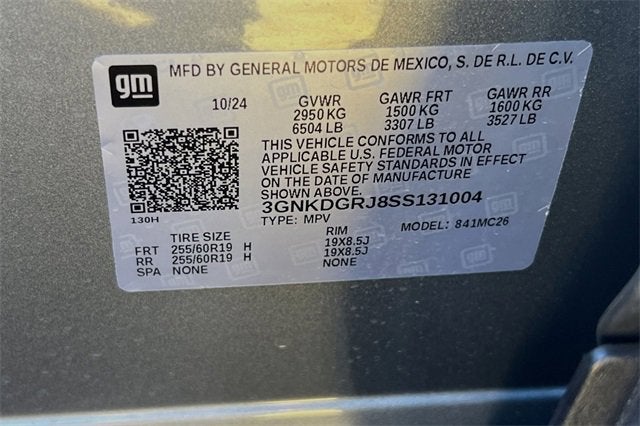 gm
MFD BY GENERAL MOTORS DE MEXICO, S. DE R.L. DE C.V.
10/24 GVWR GAWR FRT GAWR RR
2950 KG 1500 KG 1600 KG
6504 LB 3307 LB 3527 LB
THIS VEHICLE CONFORMS TO ALL
APPLICABLE U.S. FEDERAL MOTOR
VEHICLE SAFETY STANDARDS IN EFFECT
ON THE DATE OF MANUFACTURE
SHOWN ABOVE.
3GNKDGRJ8SS131004
130H
TYPE: MPV MODEL: 841MC26
TIRE SIZE RIM
FRT 255/60R19 H 19X8.5J
RR 255/60R19 H 19X8.5J
SPA NONE NONE